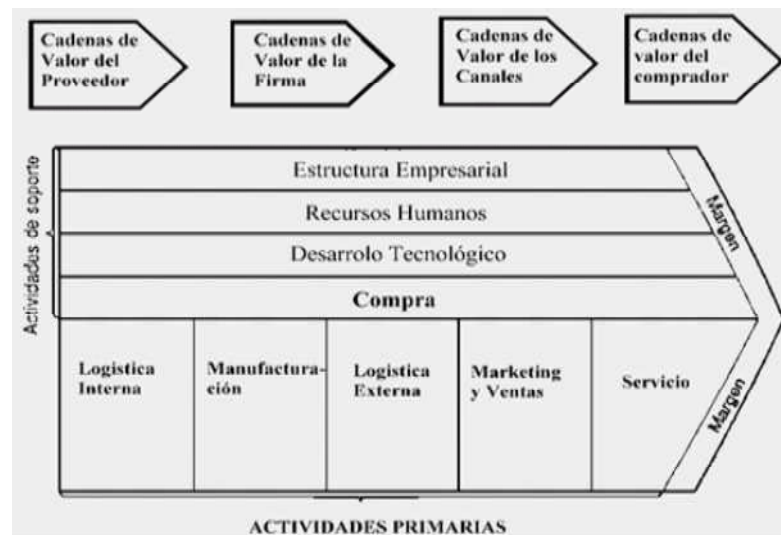 Cadenas de
Valor del
Proveedor
Cadenas de
Valor de la
Firma
Cadenas de
Valor de los
Canales
Cadenas de
valor del
comprador
Actividades de soporte
Estructura Empresarial
Recursos Humanos
Desarrolo Tecnológico
Compra
Margen
Logistica
Interna
Manufactura-
ción
Logistica
Externa
Marketing
y Ventas
Servicio
Margen
ACTIVIDADES PRIMARIAS